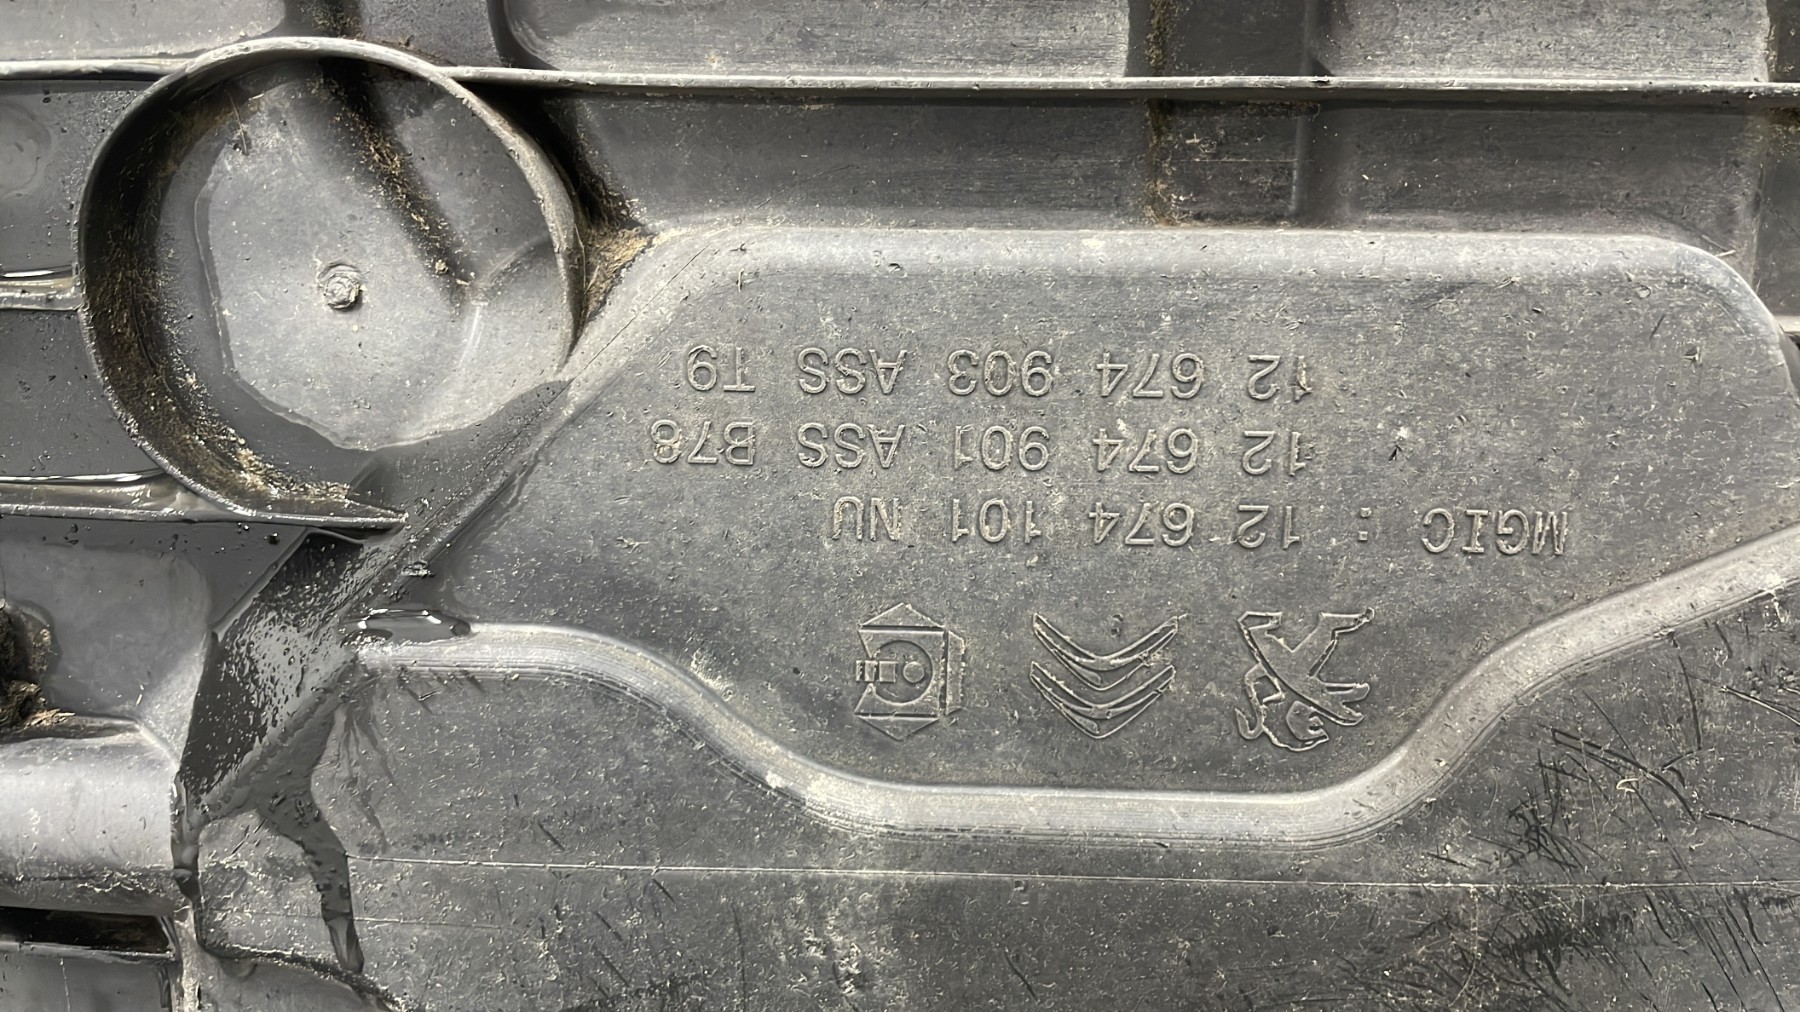 MGIC : 12 674 101 NU
12 674 901 ASS B78
12 674 903 ASS T9